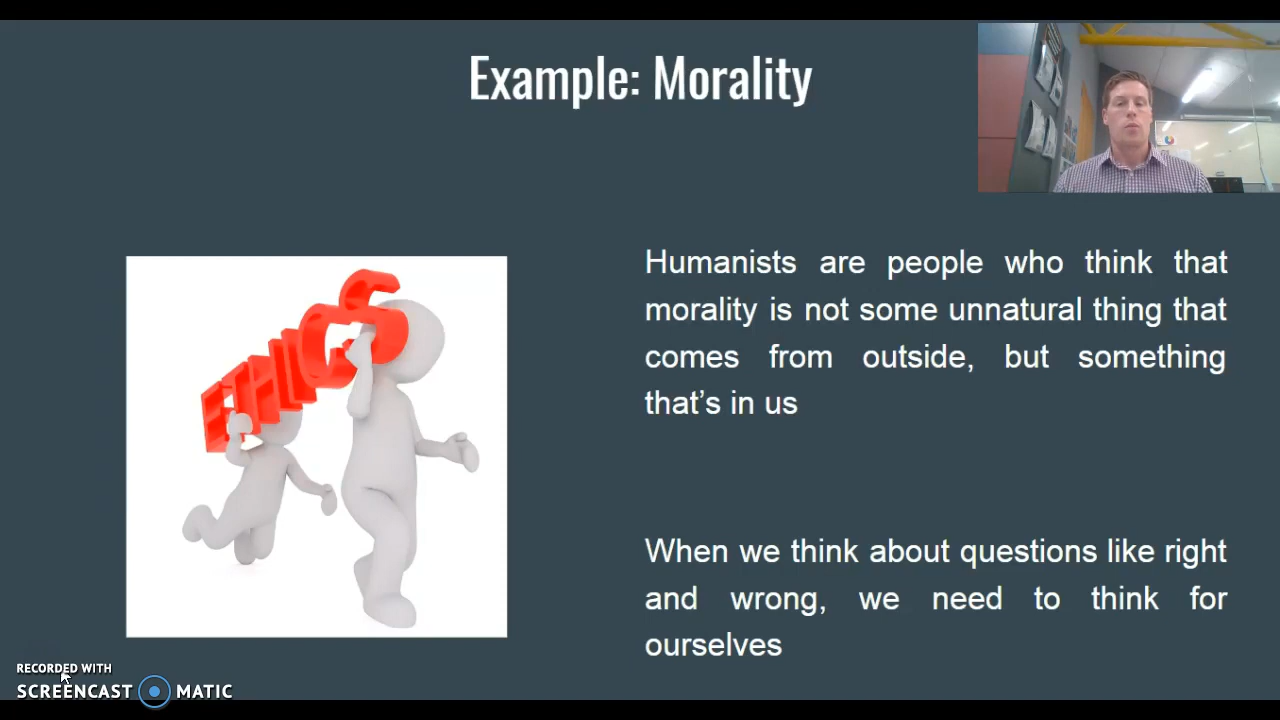 Example: Morality
ETHICS
Humanists are people who think that
morality is not some unnatural thing that
comes from outside, but something
that's in us
When we think about questions like right
and wrong, we need to think for
ourselves
RECORDED WITH
SCREENCAST MATIC